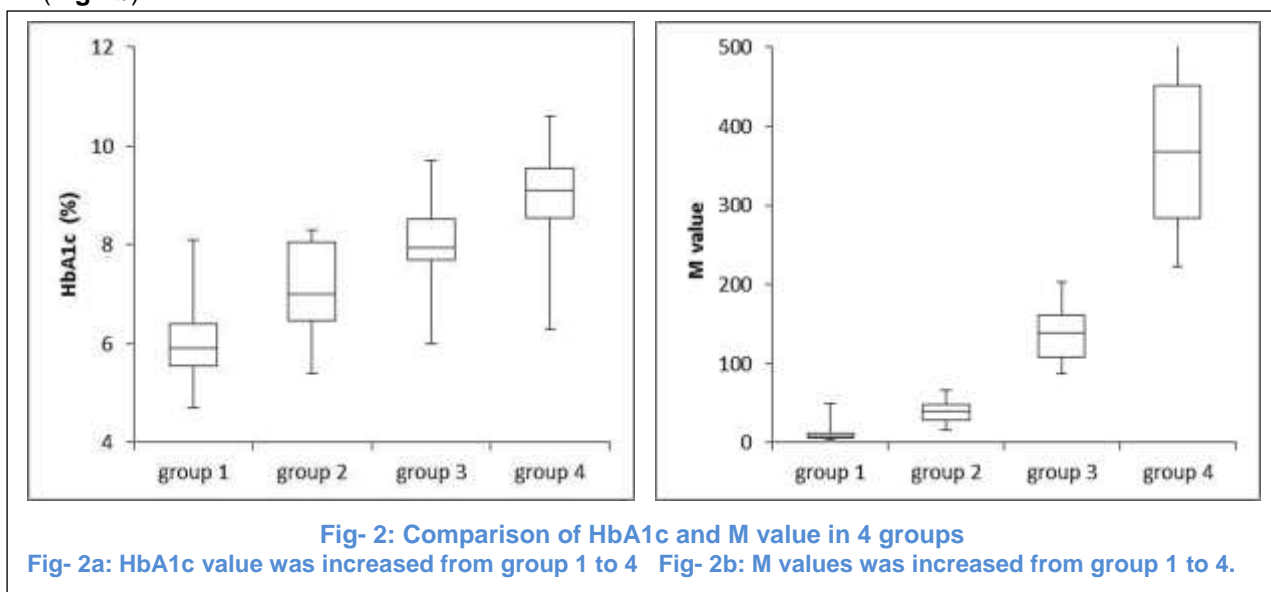 12
10
8
6
4
HbA1c (%)
group 1 group 2 group 3 group 4
500
400
300
200
100
0
M value
group 1 group 2 group 3 group 4
Fig- 2: Comparison of HbA1c and M value in 4 groups
Fig- 2a: HbA1c value was increased from group 1 to 4 Fig- 2b: M values was increased from group 1 to 4.